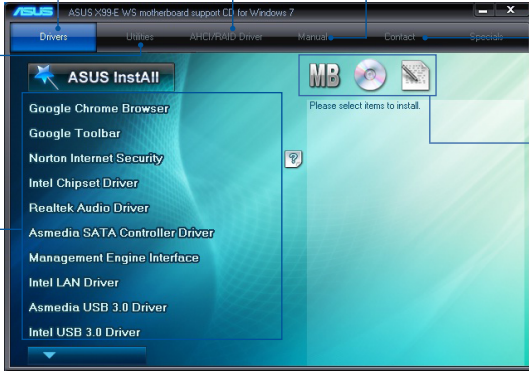 ASUS ASUS X99-E WS motherboard support CD for Windows 7
Drivers Utilities AHCI/RAID Driver Manual Contact Specials
ASUS InstAll
MB
Please select items to install.
Google Chrome Browser
Google Toolbar
Norton Internet Security
?
Intel Chipset Driver
Realtek Audio Driver
Asmedia SATA Controller Driver
Management Engine Interface
Intel LAN Driver
Asmedia USB 3.0 Driver
Intel USB 3.0 Driver